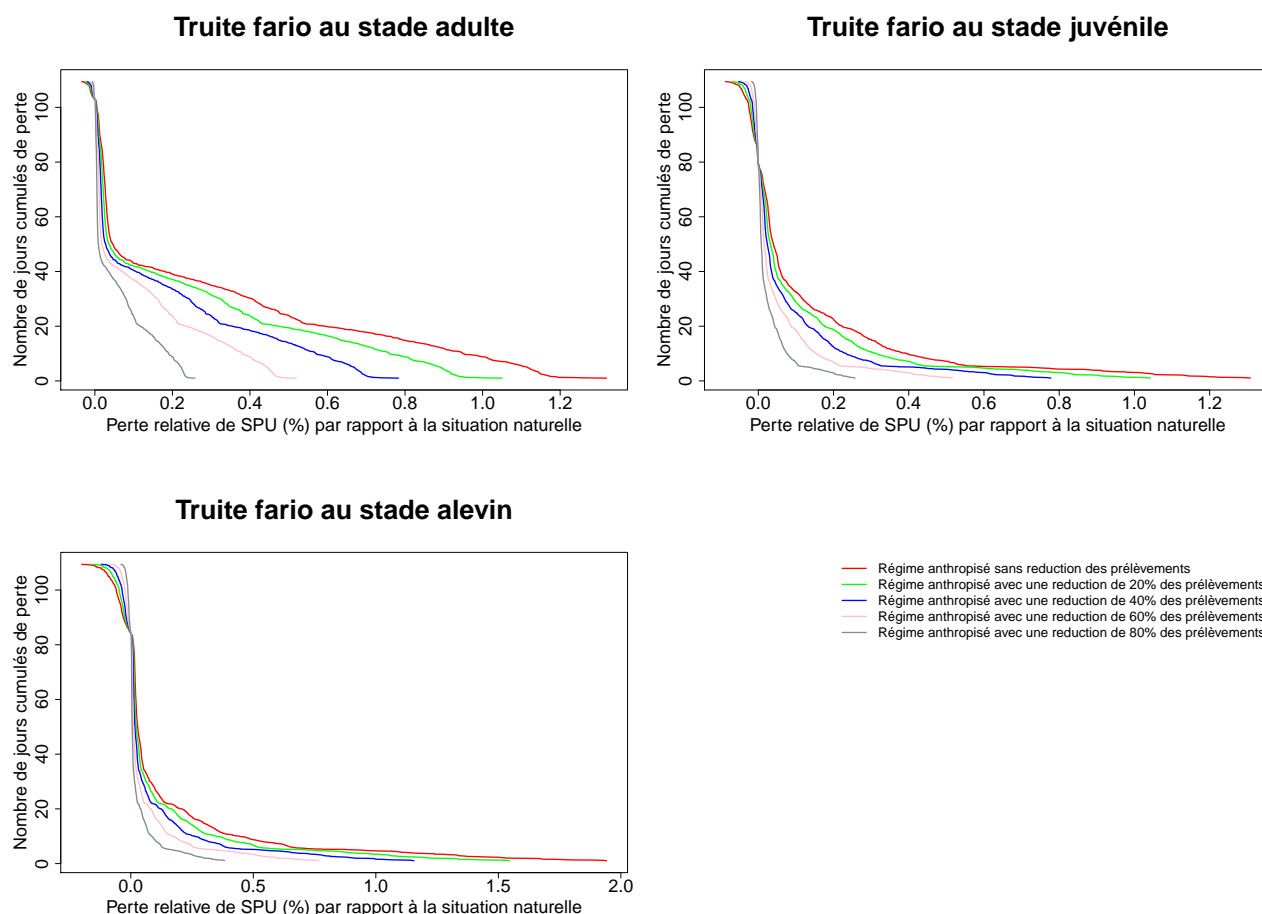 Truite fario au stade adulte
Truite fario au stade juvénile
Nombre de jours cumulés de perte
0 20 40 60 80 100
0.0 0.2 0.4 0.6 0.8 1.0 1.2
Perte relative de SPU (%) par rapport à la situation naturelle
Nombre de jours cumulés de perte
0 20 40 60 80 100
0.0 0.2 0.4 0.6 0.8 1.0 1.2
Perte relative de SPU (%) par rapport à la situation naturelle
Truite fario au stade alevin
Nombre de jours cumulés de perte
0 20 40 60 80 100
0.0 0.5 1.0 1.5 2.0
Perte relative de SPU (%) par rapport à la situation naturelle
Régime anthropisé sans reduction des prélèvements
Régime anthropisé avec une reduction de 20% des prélèvements
Régime anthropisé avec une reduction de 40% des prélèvements
Régime anthropisé avec une reduction de 60% des prélèvements
Régime anthropisé avec une reduction de 80% des prélèvements